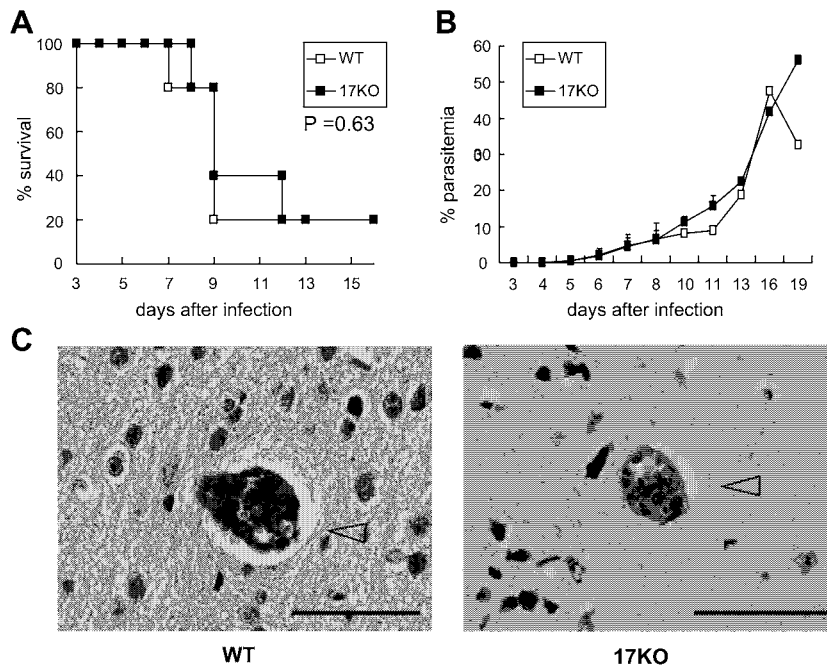 A
100
80
60
40
20
0
% survival
WT
17KO
P =0.63
3 5 7 9 11 13 15
days after infection
B
60
50
40
30
20
10
0
% parasitemia
WT
17KO
3 4 5 6 7 8 10 11 13 16 19
days after infection
C
WT
17KO